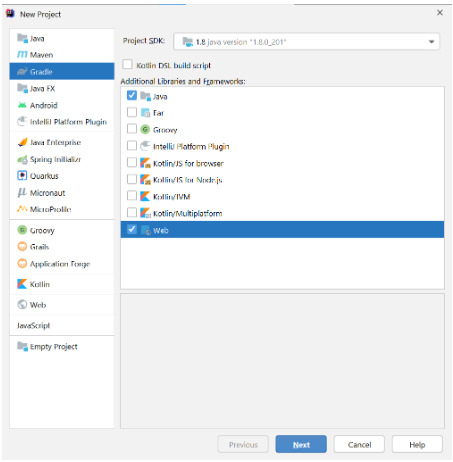 New Project
Java
Maven
Gradle
Java FX
Android
IntelliJ Platform Plugin
Java Enterprise
Spring Initializr
Quarkus
Micronaut
MicroProfile
Groovy
Grails
Application Forge
Kotlin
Web
JavaScript
Empty Project
Project SDK: 1.8 java version "1.8.0_201"
Kotlin DSL build script
Additional Libraries and Frameworks:
Java
Ear
Groovy
IntelliJ Platform Plugin
Kotlin/JS for browser
Kotlin/JS for Node.js
Kotlin/JVM
Kotlin/Multiplatform
Web
Previous Next Cancel Help